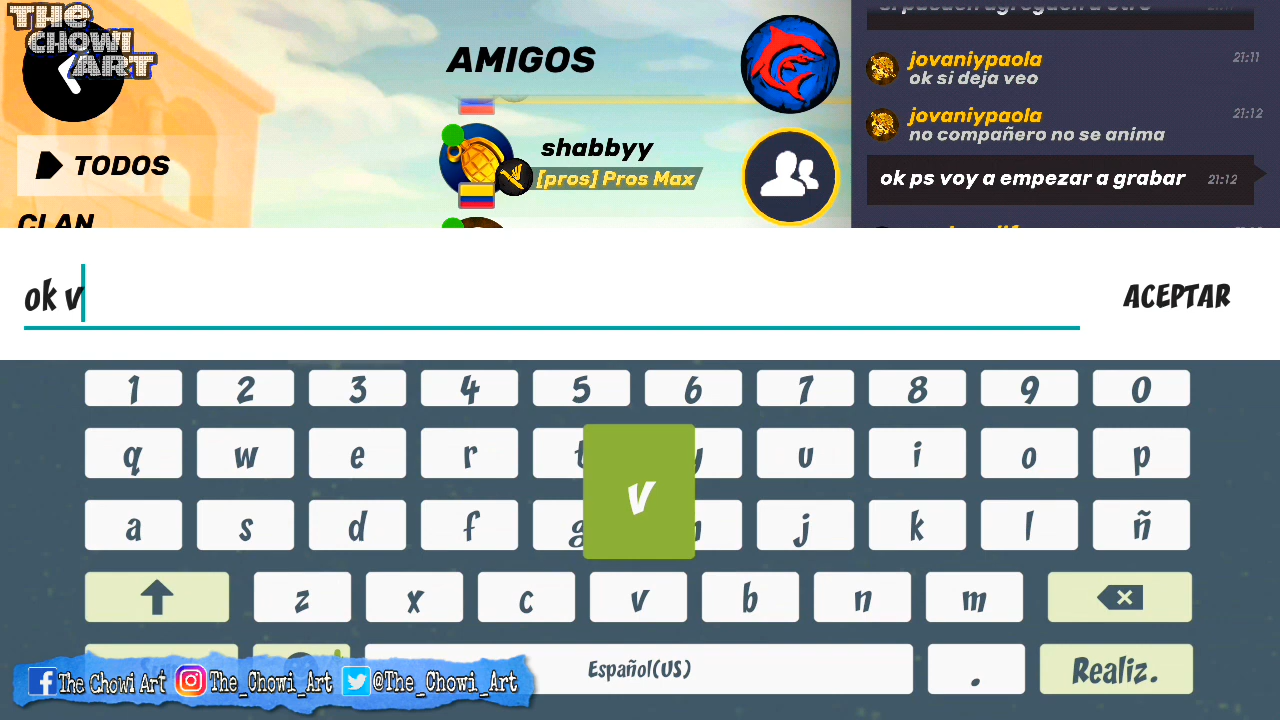 THE
CHOWI
ART
AMIGOS
TODOS
CLAN
shabbyy
[pros] Pros Max
21:11
jovaniypaola
ok si deja veo
21:12
jovaniypaola
no compañero no se anima
ok ps voy a empezar a grabar 21:12
ok v
ACEPTAR
1 2 3 4 5 6 7 8 9 0
q w e r t y u i o p
a s d f g j k l ñ
v
z x c v b n m
Español(US) . Realiz.
The Chowi Art The_Chowi_Art @The_Chowi_Art